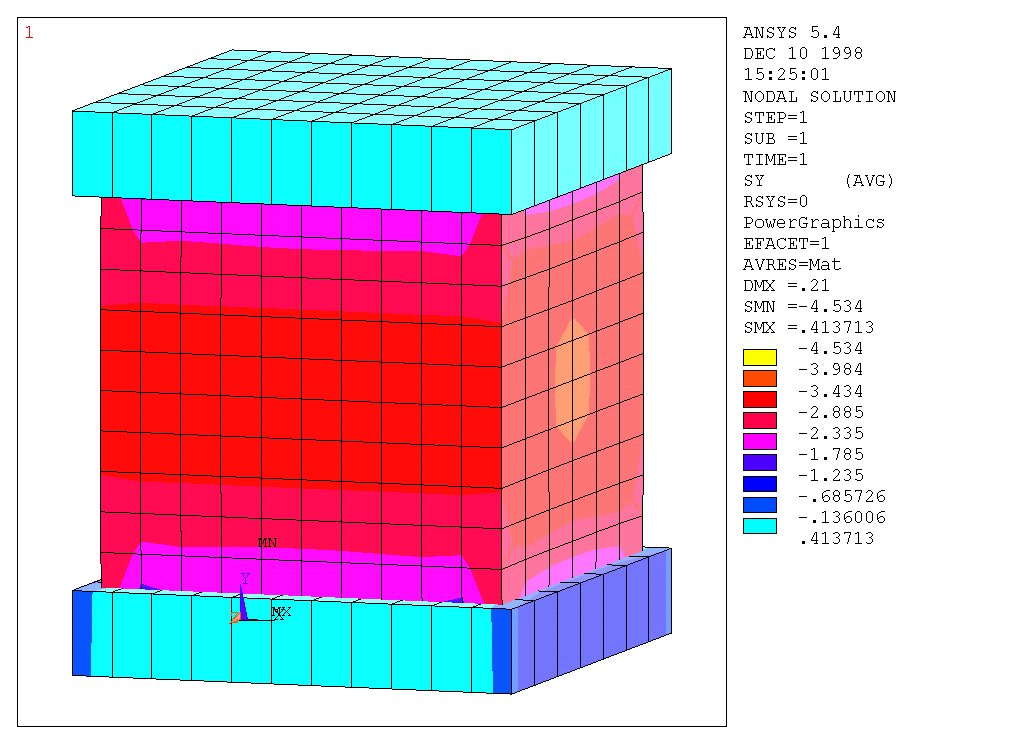 1
ANSYS 5.4
DEC 10 1998
15:25:01
NODAL SOLUTION
STEP=1
SUB =1
TIME=1
SY (AVG)
RSYS=0
PowerGraphics
EFACET=1
AVRES=Mat
DMX =.21
SMN =-4.534
SMX =.413713
-4.534
-3.984
-3.434
-2.885
-2.335
-1.785
-1.235
-.685726
-.136006
.413713
MN
Y
MX
X
Z